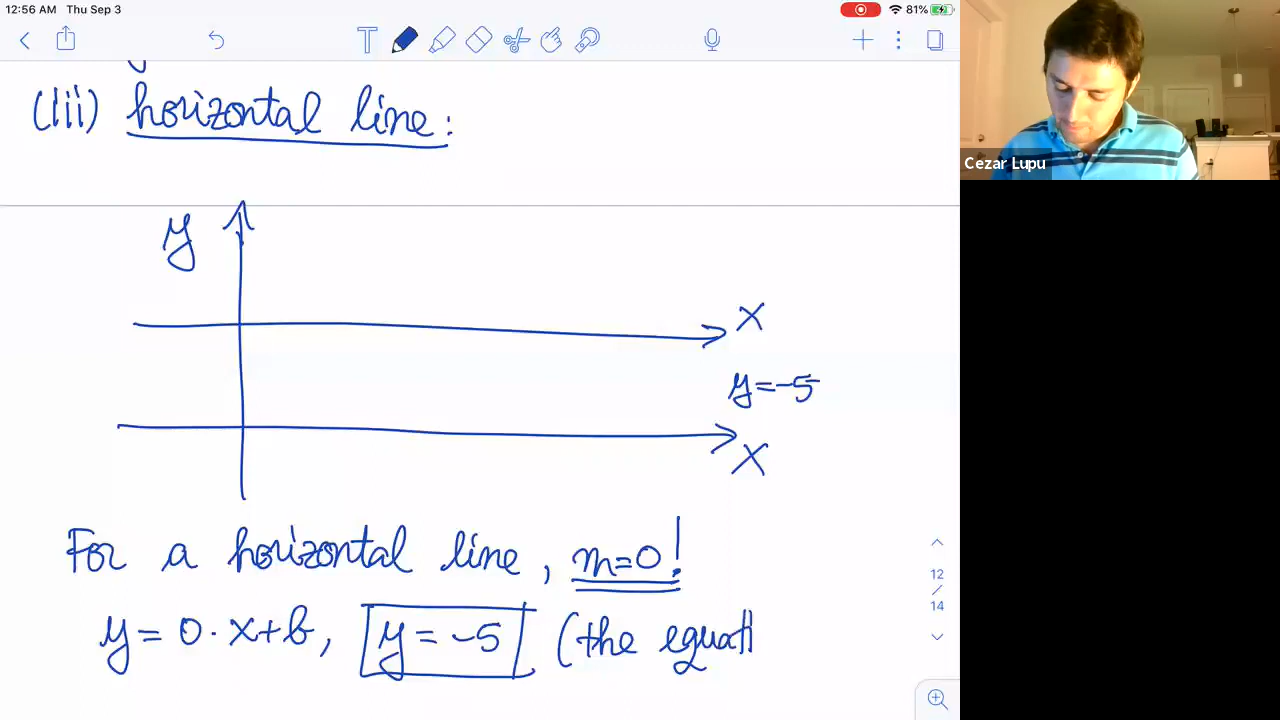 12:56 AM Thu Sep 3
81%
T
(iii) horizontal line:
Cezar Lupu
y
x
y=-5
x
For a horizontal line, m=0!
12
/
14
y = 0·x+b, y = -5 (the equati